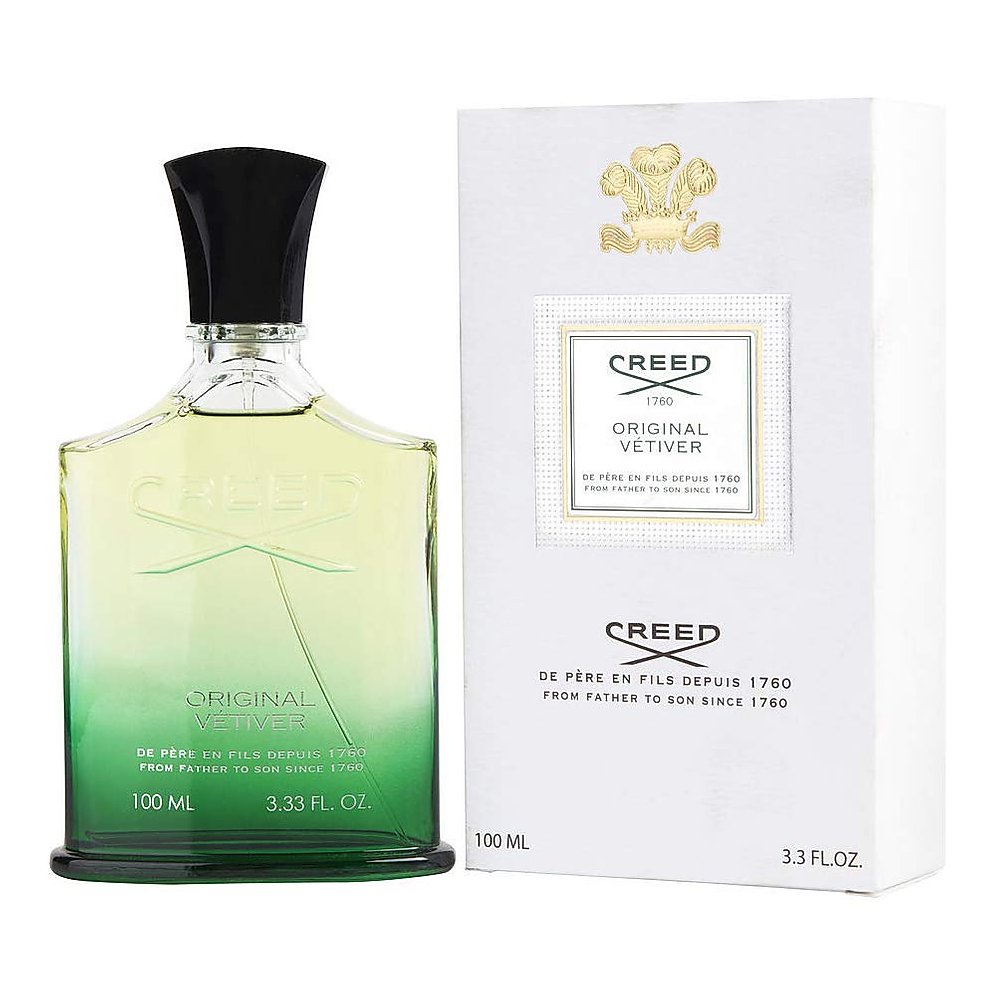 CREED
ORIGINAL
VÉTIVER
DE PÈRE EN FILS DEPUIS 1760
FROM FATHER TO SON SINCE 1760
100 ML 3.33 FL. OZ.
CREED
1760
ORIGINAL
VÉTIVER
DE PÈRE EN FILS DEPUIS 1760
FROM FATHER TO SON SINCE 1760
CREED
DE PÈRE EN FILS DEPUIS 1760
FROM FATHER TO SON SINCE 1760
100 ML
3.3 FL.OZ.